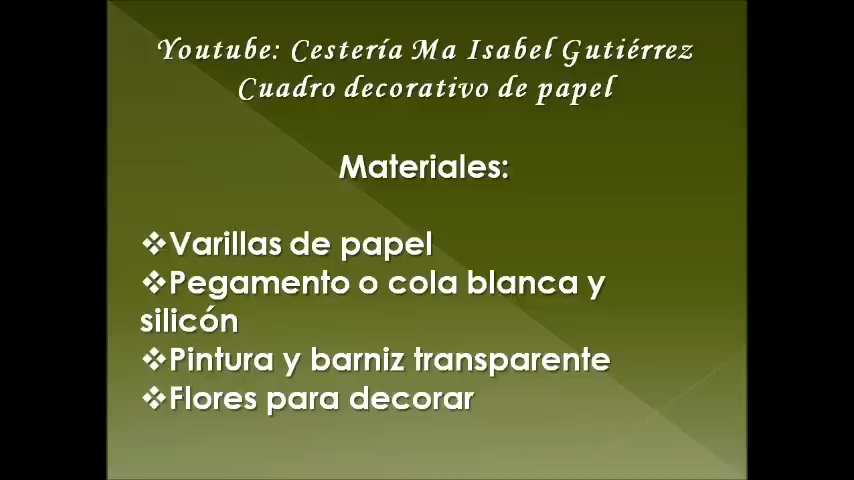 Youtube: Cestería Ma Isabel Gutiérrez
Cuadro decorativo de papel
Materiales:
❖Varillas de papel
❖Pegamento o cola blanca y
silicón
❖Pintura y barniz transparente
❖Flores para decorar